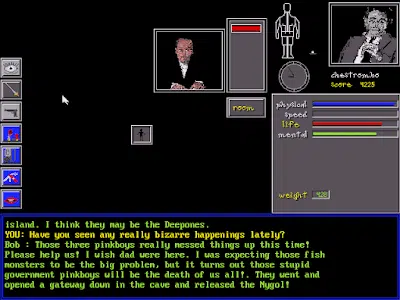 chestrom.ho
score 4225
room
physical
speed
life
mental
weight
island. I think they may be the Deepones.
YOU: Have you seen any really bizarre happenings lately?
Bob : Those three pinkboys really messed things up this time!
Please help us! I wish dad were here. I was expecting those fish
monsters to be the big problem, but it turns out those stupid
government pinkboys will be the death of us all!. They went and
opened a gateway down in the cave and released the Nygol!